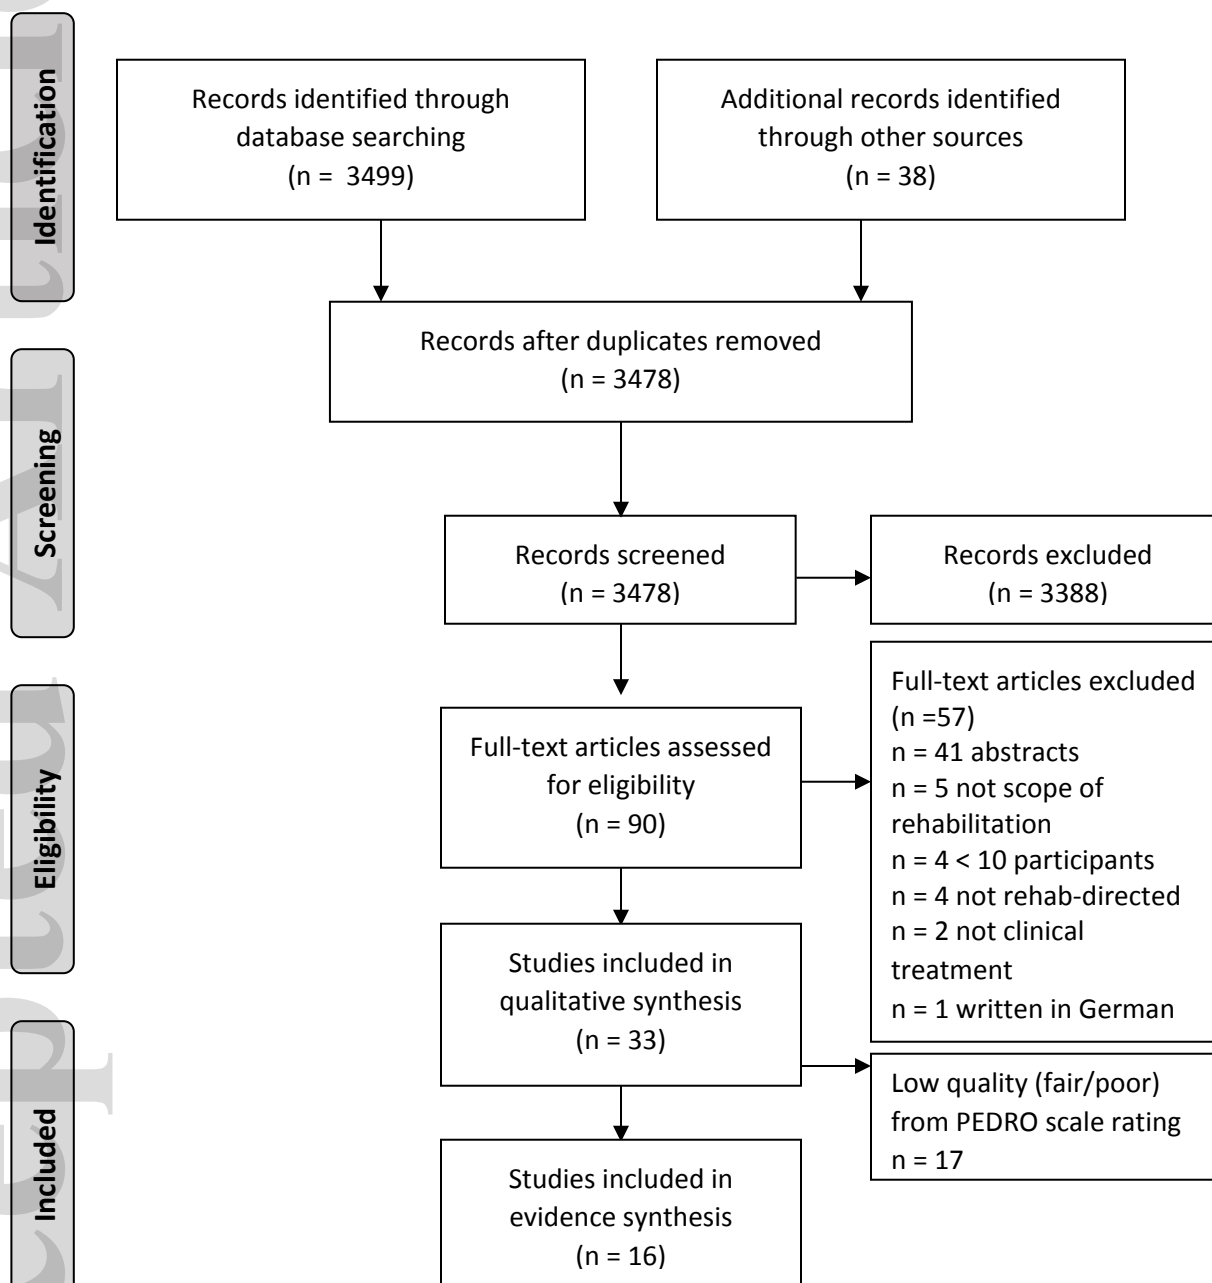 Identification
Records identified through
database searching
(n = 3499)
Additional records identified
through other sources
(n = 38)
Records after duplicates removed
(n = 3478)
Screening
Records screened
(n = 3478)
Records excluded
(n = 3388)
Eligibility
Full-text articles assessed
for eligibility
(n = 90)
Full-text articles excluded
(n =57)
n = 41 abstracts
n = 5 not scope of
rehabilitation
n = 4 < 10 participants
n = 4 not rehab-directed
n = 2 not clinical
treatment
n = 1 written in German
Studies included in
qualitative synthesis
(n = 33)
Low quality (fair/poor)
from PEDRO scale rating
n = 17
Included
Studies included in
evidence synthesis
(n = 16)